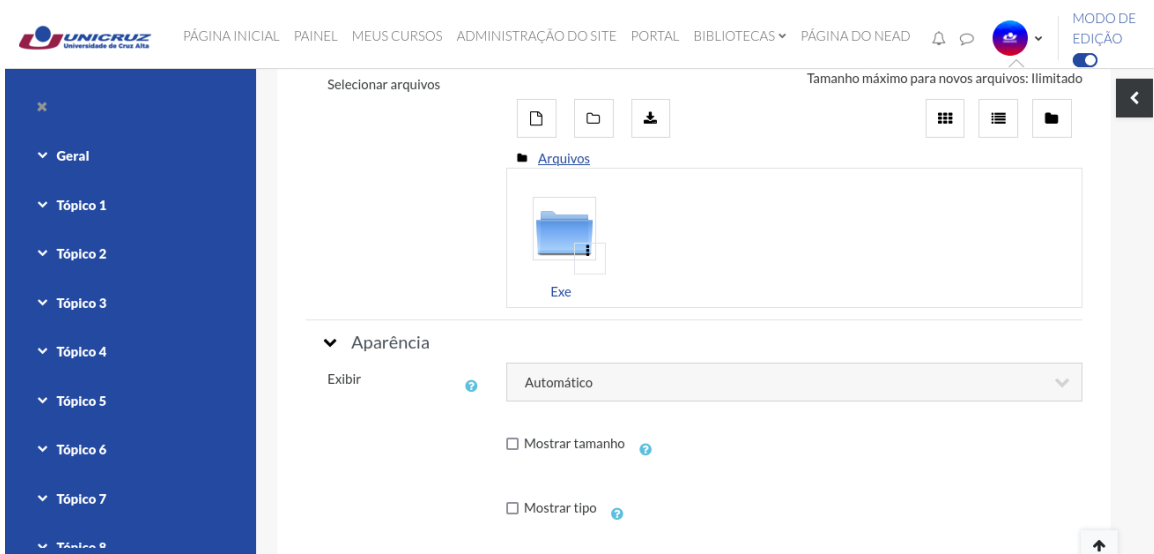 UNICRUZ
Universidade de Cruz Alta
PÁGINA INICIAL PAINEL MEUS CURSOS ADMINISTRAÇÃO DO SITE PORTAL BIBLIOTECAS PÁGINA DO NEAD
MODO DE
EDIÇÃO
Geral
Tópico 1
Tópico 2
Tópico 3
Tópico 4
Tópico 5
Tópico 6
Tópico 7
Tópico 8
Selecionar arquivos
Tamanho máximo para novos arquivos: Ilimitado
Arquivos
Exe
Aparência
Exibir
Automático
Mostrar tamanho
Mostrar tipo